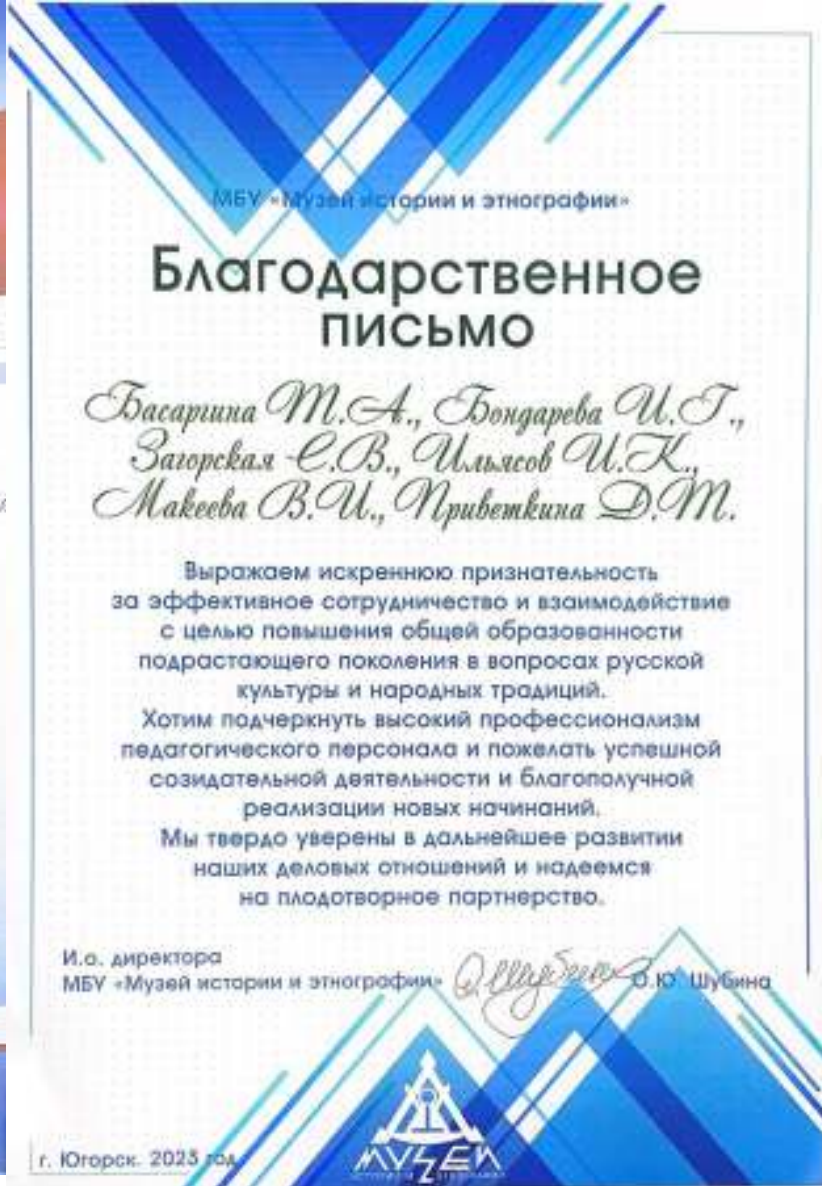 МБУ «Музей истории и этнографии»
Благодарственное
письмо
Басаргина Т.А., Бондарева И.Г.,
Загорская Е.В., Ильясов И.К.,
Макеева В.И., Приветкина Д.Т.
Выражаем искреннюю признательность
за эффективное сотрудничество и взаимодействие
с целью повышения общей образованности
подрастающего поколения в вопросах русской
культуры и народных традиций.
Хотим подчеркнуть высокий профессионализм
педагогического персонала и пожелать успешной
созидательной деятельности и благополучной
реализации новых начинаний.
Мы твердо уверены в дальнейшее развитии
наших деловых отношений и надеемся
на плодотворное партнерство.
И.о. директора
МБУ «Музей истории и этнографии» О.Ю. Шубина
г. Югорск. 2023 год
МУЗЕЙ